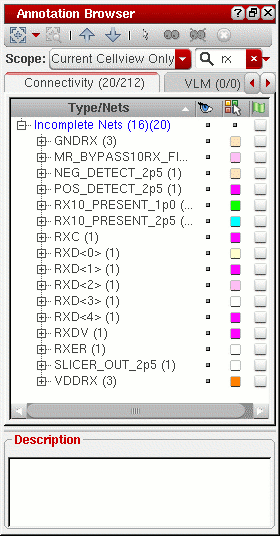 Annotation Browser
Scope: Current Cellview Only rx
Connectivity (20/212) VLM (0/0)
Type/Nets
Incomplete Nets (16)(20)
GNDRX (3)
MR_BYPASS10RX_FI...
NEG_DETECT_2p5 (1)
POS_DETECT_2p5 (1)
RX10_PRESENT_1p0 (...
RX10_PRESENT_2p5 (...
RXC (1)
RXD<0> (1)
RXD<1> (1)
RXD<2> (1)
RXD<3> (1)
RXD<4> (1)
RXDV (1)
RXER (1)
SLICER_OUT_2p5 (1)
VDDRX (3)
Description